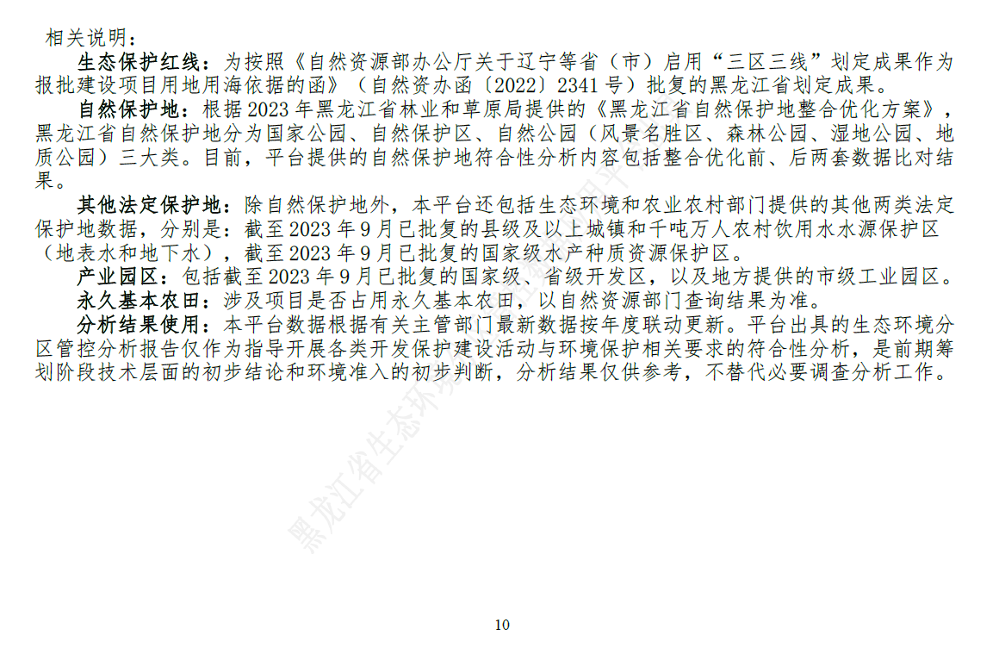 相关说明：
生态保护红线：为按照《自然资源部办公厅关于辽宁等省（市）启用“三区三线”划定成果作为
报批建设项目用地用海依据的函》（自然资办函〔2022〕2341 号）批复的黑龙江省划定成果。
自然保护地：根据 2023 年黑龙江省林业和草原局提供的《黑龙江省自然保护地整合优化方案》，
黑龙江省自然保护地分为国家公园、自然保护区、自然公园（风景名胜区、森林公园、湿地公园、地
质公园）三大类。目前，平台提供的自然保护地符合性分析内容包括整合优化前、后两套数据比对结
果。
其他法定保护地：除自然保护地外，本平台还包括生态环境和农业农村部门提供的其他两类法定
保护地数据，分别是：截至 2023 年 9 月已批复的县级及以上城镇和千吨万人农村饮用水水源保护区
（地表水和地下水），截至 2023 年 9 月已批复的国家级水产种质资源保护区。
产业园区：包括截至 2023 年 9 月已批复的国家级、省级开发区，以及地方提供的市级工业园区。
永久基本农田：涉及项目是否占用永久基本农田，以自然资源部门查询结果为准。
分析结果使用：本平台数据根据有关主管部门最新数据按年度联动更新。平台出具的生态环境分
区管控分析报告仅作为指导开展各类开发保护建设活动与环境保护相关要求的符合性分析，是前期筹
划阶段技术层面的初步结论和环境准入的初步判断，分析结果仅供参考，不替代必要调查分析工作。
黑龙江省生态环境
10